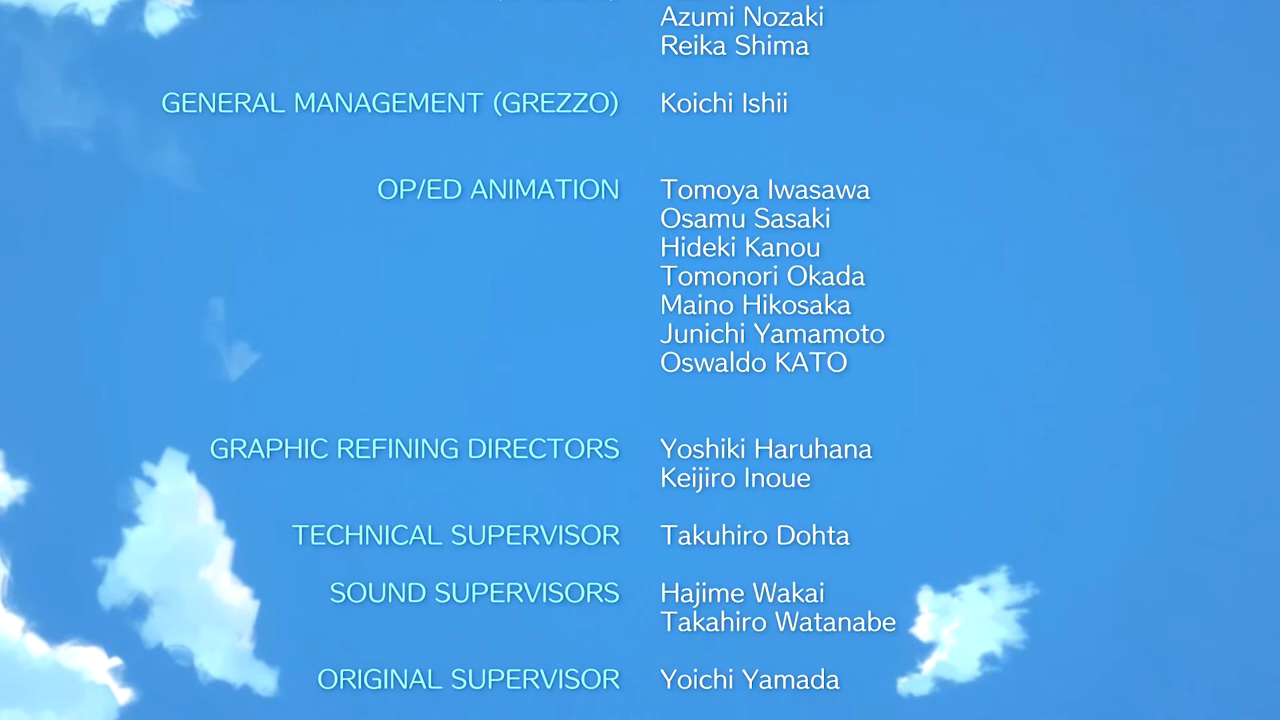 Azumi Nozaki
Reika Shima
GENERAL MANAGEMENT (GREZZO) Koichi Ishii
OP/ED ANIMATION Tomoya Iwasawa
Osamu Sasaki
Hideki Kanou
Tomonori Okada
Maino Hikosaka
Junichi Yamamoto
Oswaldo KATO
GRAPHIC REFINING DIRECTORS Yoshiki Haruhana
Keijiro Inoue
TECHNICAL SUPERVISOR Takuhiro Dohta
SOUND SUPERVISORS Hajime Wakai
Takahiro Watanabe
ORIGINAL SUPERVISOR Yoichi Yamada